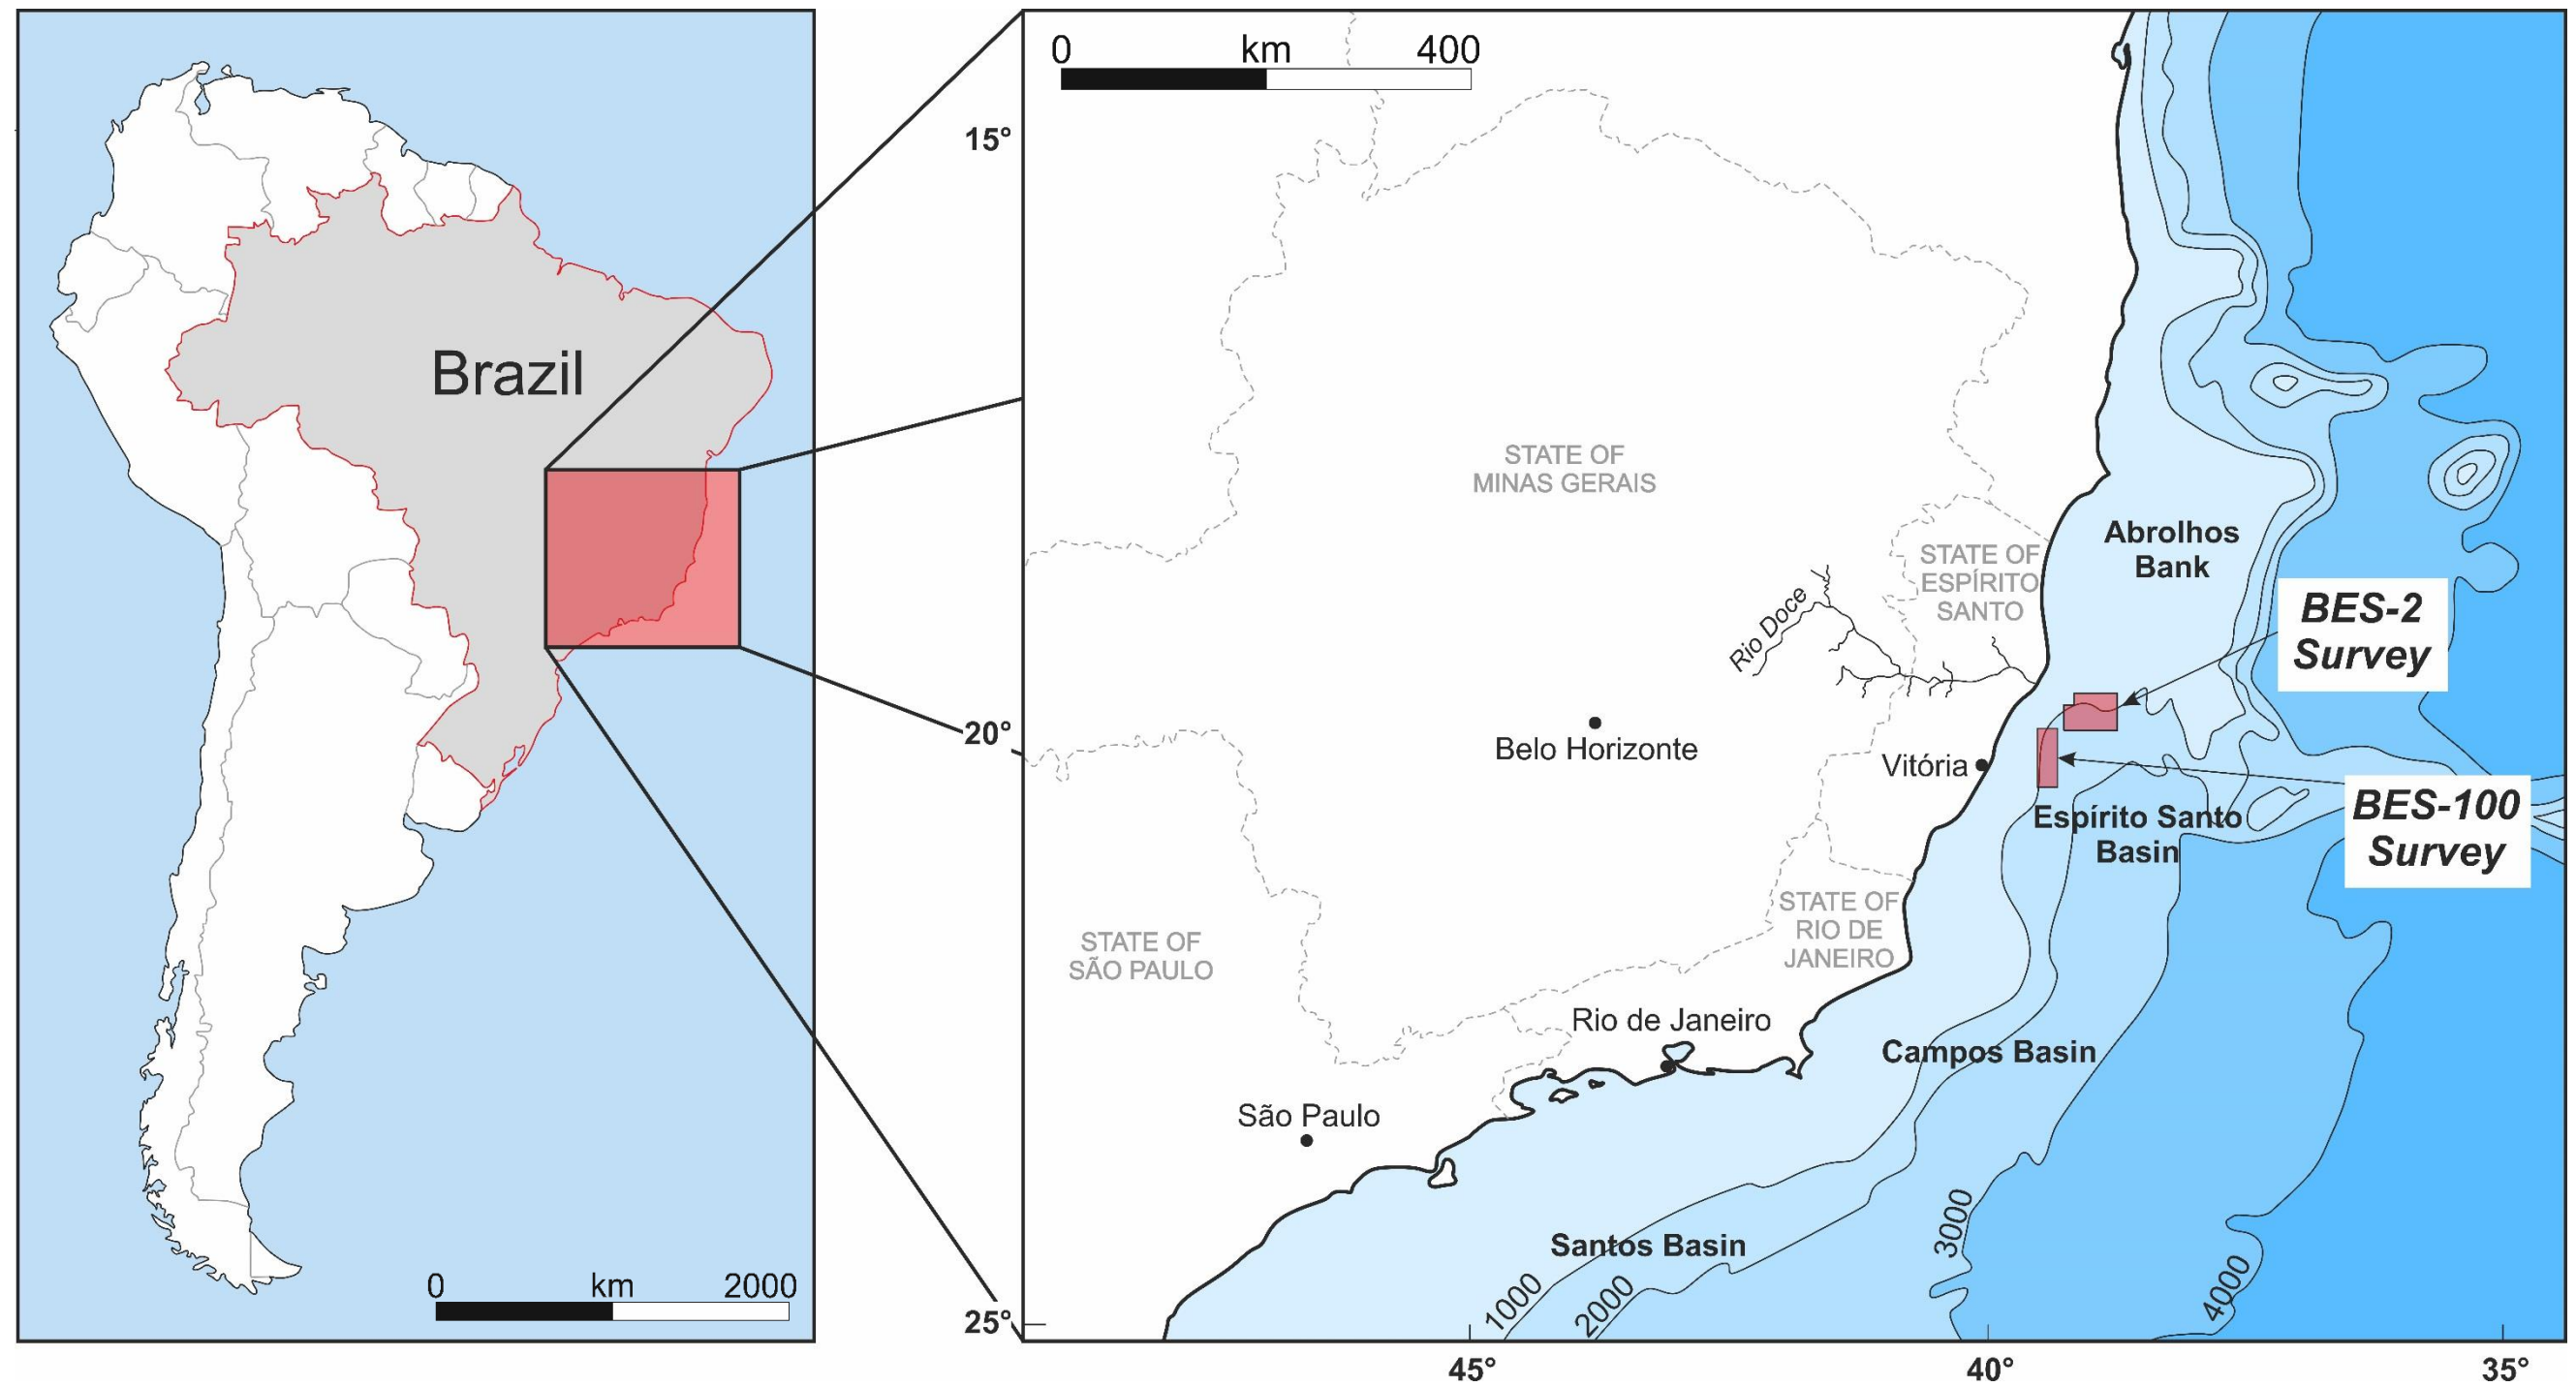 Brazil
0 km 2000
0 km 400
15°
20°
25°
45°
40°
35°
STATE OF
MINAS GERAIS
STATE OF
ESPÍRITO
SANTO
Rio Doce
Abrolhos
Bank
BES-2
Survey
Belo Horizonte
Vitória
BES-100
Survey
Espírito Santo
Basin
STATE OF
RIO DE
JANEIRO
STATE OF
SÃO PAULO
Rio de Janeiro
Campos Basin
São Paulo
Santos Basin
1000
2000
3000
4000